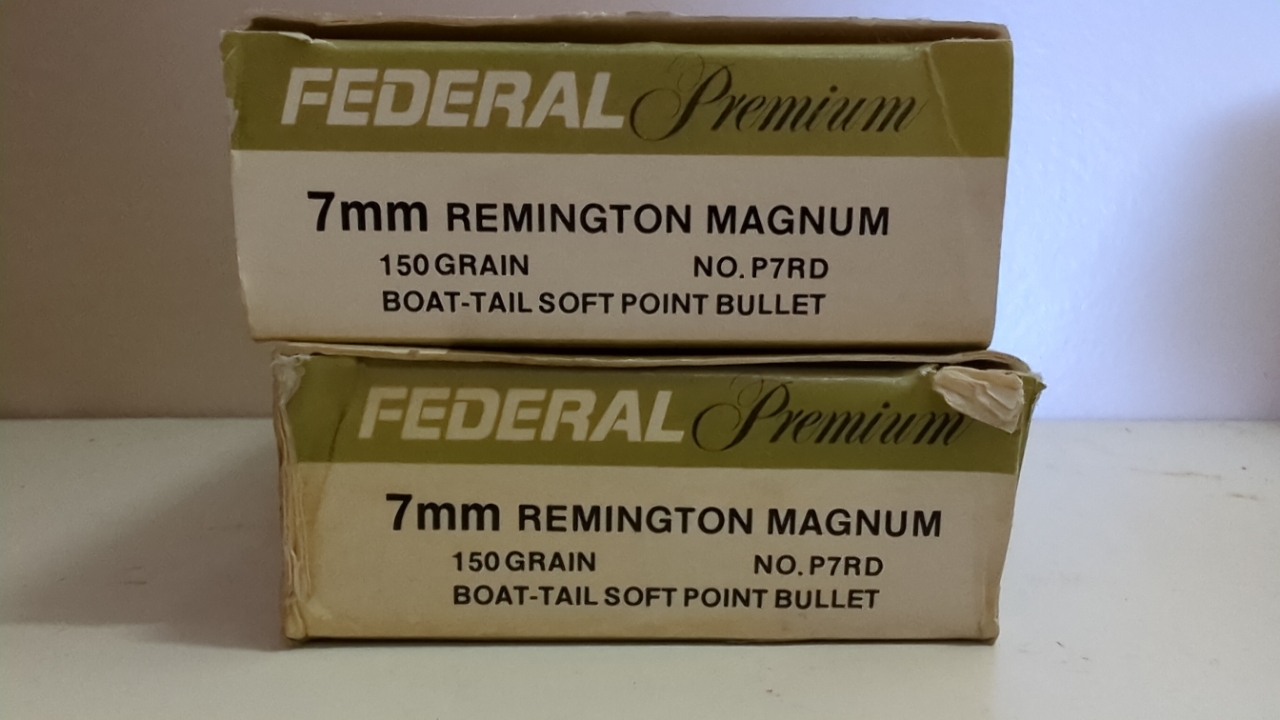 FEDERAL Premium
7mm REMINGTON MAGNUM
150 GRAIN NO. P7RD
BOAT-TAIL SOFT POINT BULLET
FEDERAL Premium
7mm REMINGTON MAGNUM
150 GRAIN NO. P7RD
BOAT-TAIL SOFT POINT BULLET